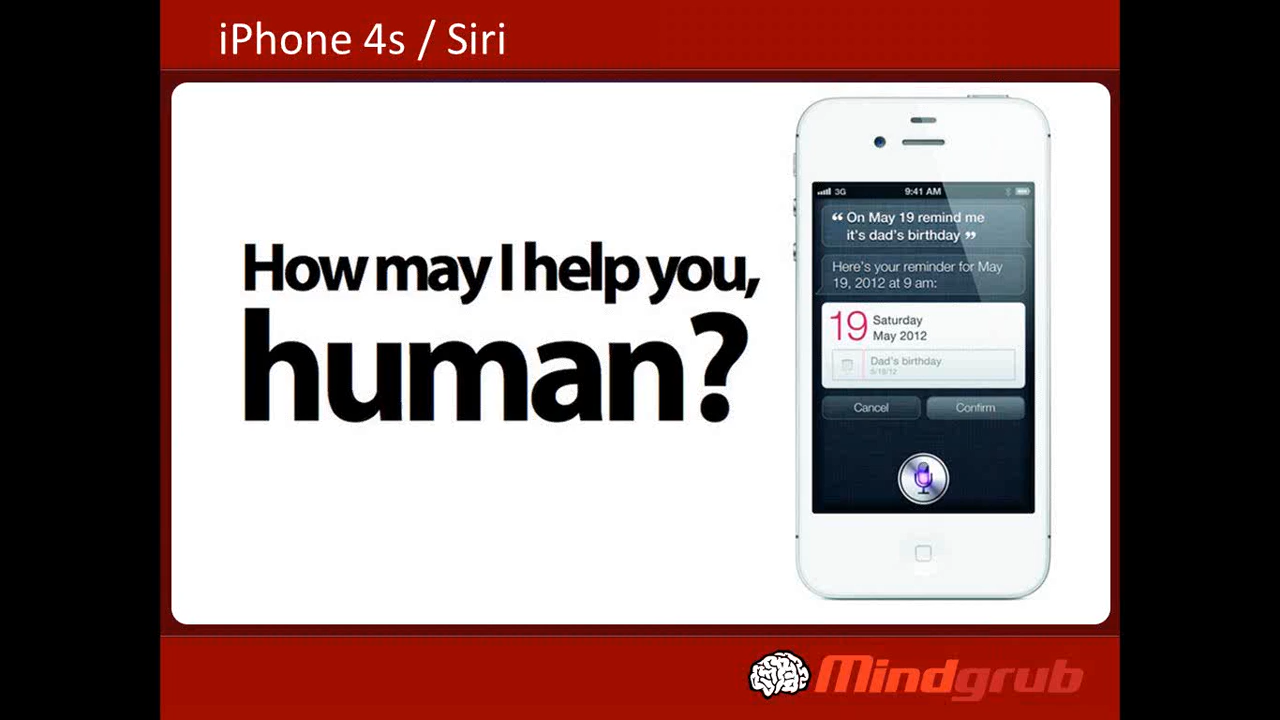 iPhone 4s / Siri
How may I help you,
human?
3G 9:41 AM
“ On May 19 remind me
it's dad's birthday ”
Here's your reminder for May
19, 2012 at 9 am:
19 Saturday
May 2012
Dad's birthday
Cancel Confirm
Mindgrub